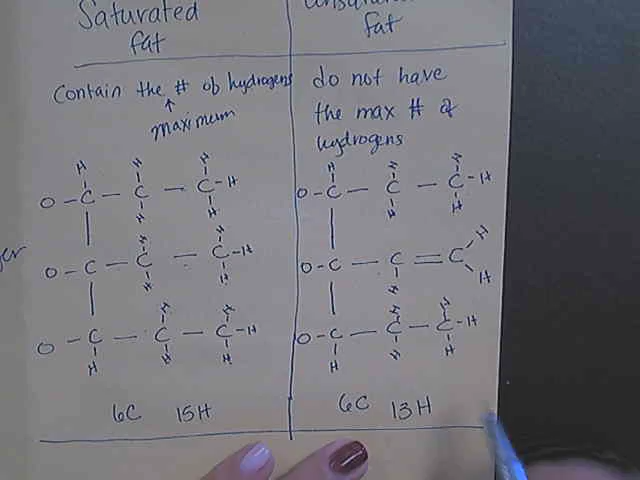 Saturated
fat
fat
Contain the # of hydrogens
↑
maximum
do not have
the max # of
hydrogens
H H H
O-C-C-C-H
H H
H H
O-C-C-C-H
H H
H H
O-C-C-C-H
H H H
6C 15H
H H H
O-C-C-C-H
H H
H
O-C-C=C
H H
H H
O-C-C-C-H
H H H
6C 13H